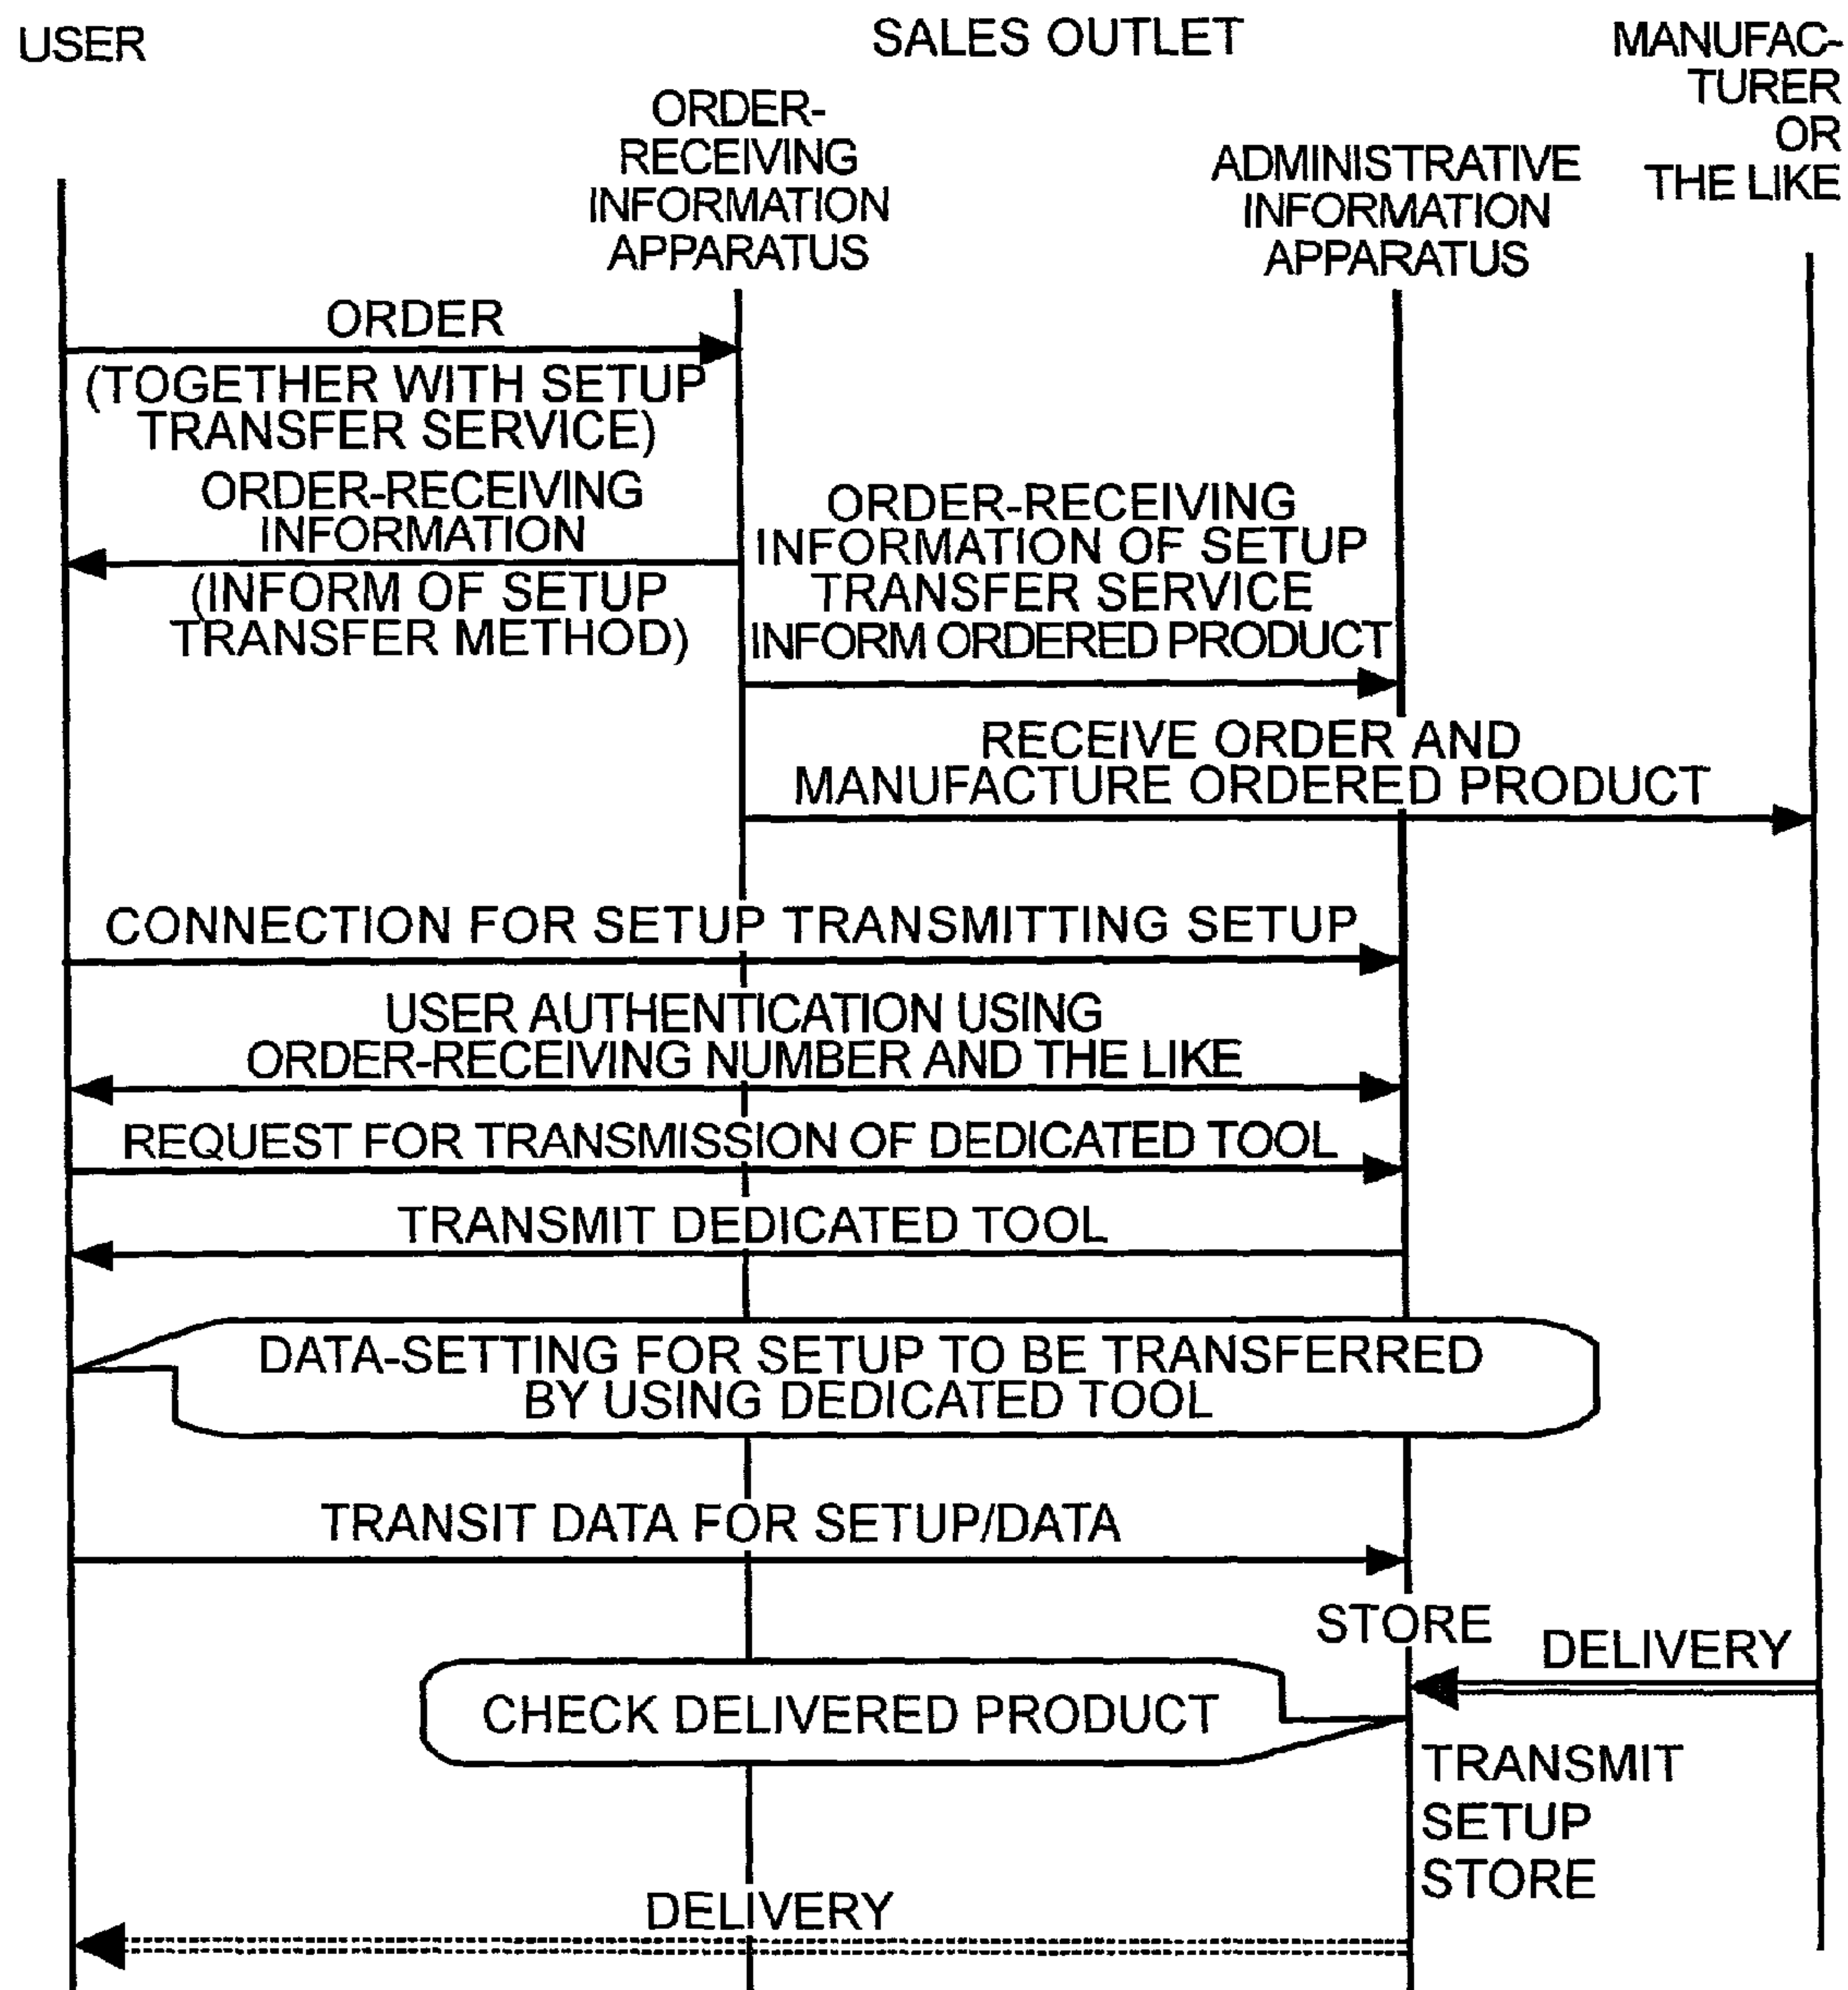 USER
SALES OUTLET
MANUFAC-
TURER
OR
THE LIKE
ORDER-
RECEIVING
INFORMATION
APPARATUS
ADMINISTRATIVE
INFORMATION
APPARATUS
ORDER
(TOGETHER WITH SETUP
TRANSFER SERVICE)
ORDER-RECEIVING
INFORMATION
(INFORM OF SETUP
TRANSFER METHOD)
ORDER-RECEIVING
INFORMATION OF SETUP
TRANSFER SERVICE
INFORM ORDERED PRODUCT
RECEIVE ORDER AND
MANUFACTURE ORDERED PRODUCT
CONNECTION FOR SETUP TRANSMITTING SETUP
USER AUTHENTICATION USING
ORDER-RECEIVING NUMBER AND THE LIKE
REQUEST FOR TRANSMISSION OF DEDICATED TOOL
TRANSMIT DEDICATED TOOL
DATA-SETTING FOR SETUP TO BE TRANSFERRED
BY USING DEDICATED TOOL
TRANSIT DATA FOR SETUP/DATA
STORE
DELIVERY
CHECK DELIVERED PRODUCT
TRANSMIT
SETUP
STORE
DELIVERY